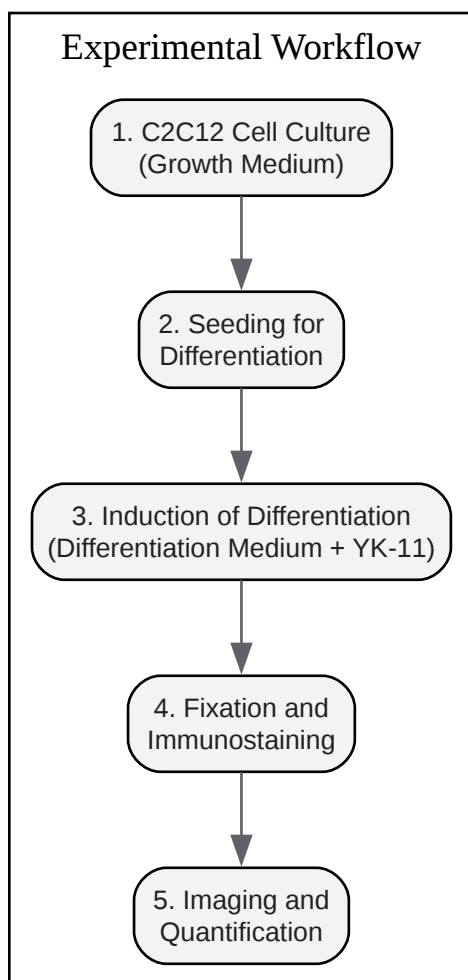 Experimental Workflow
1. C2C12 Cell Culture
(Growth Medium)
2. Seeding for
Differentiation
3. Induction of Differentiation
(Differentiation Medium + YK-11)
4. Fixation and
Immunostaining
5. Imaging and
Quantification